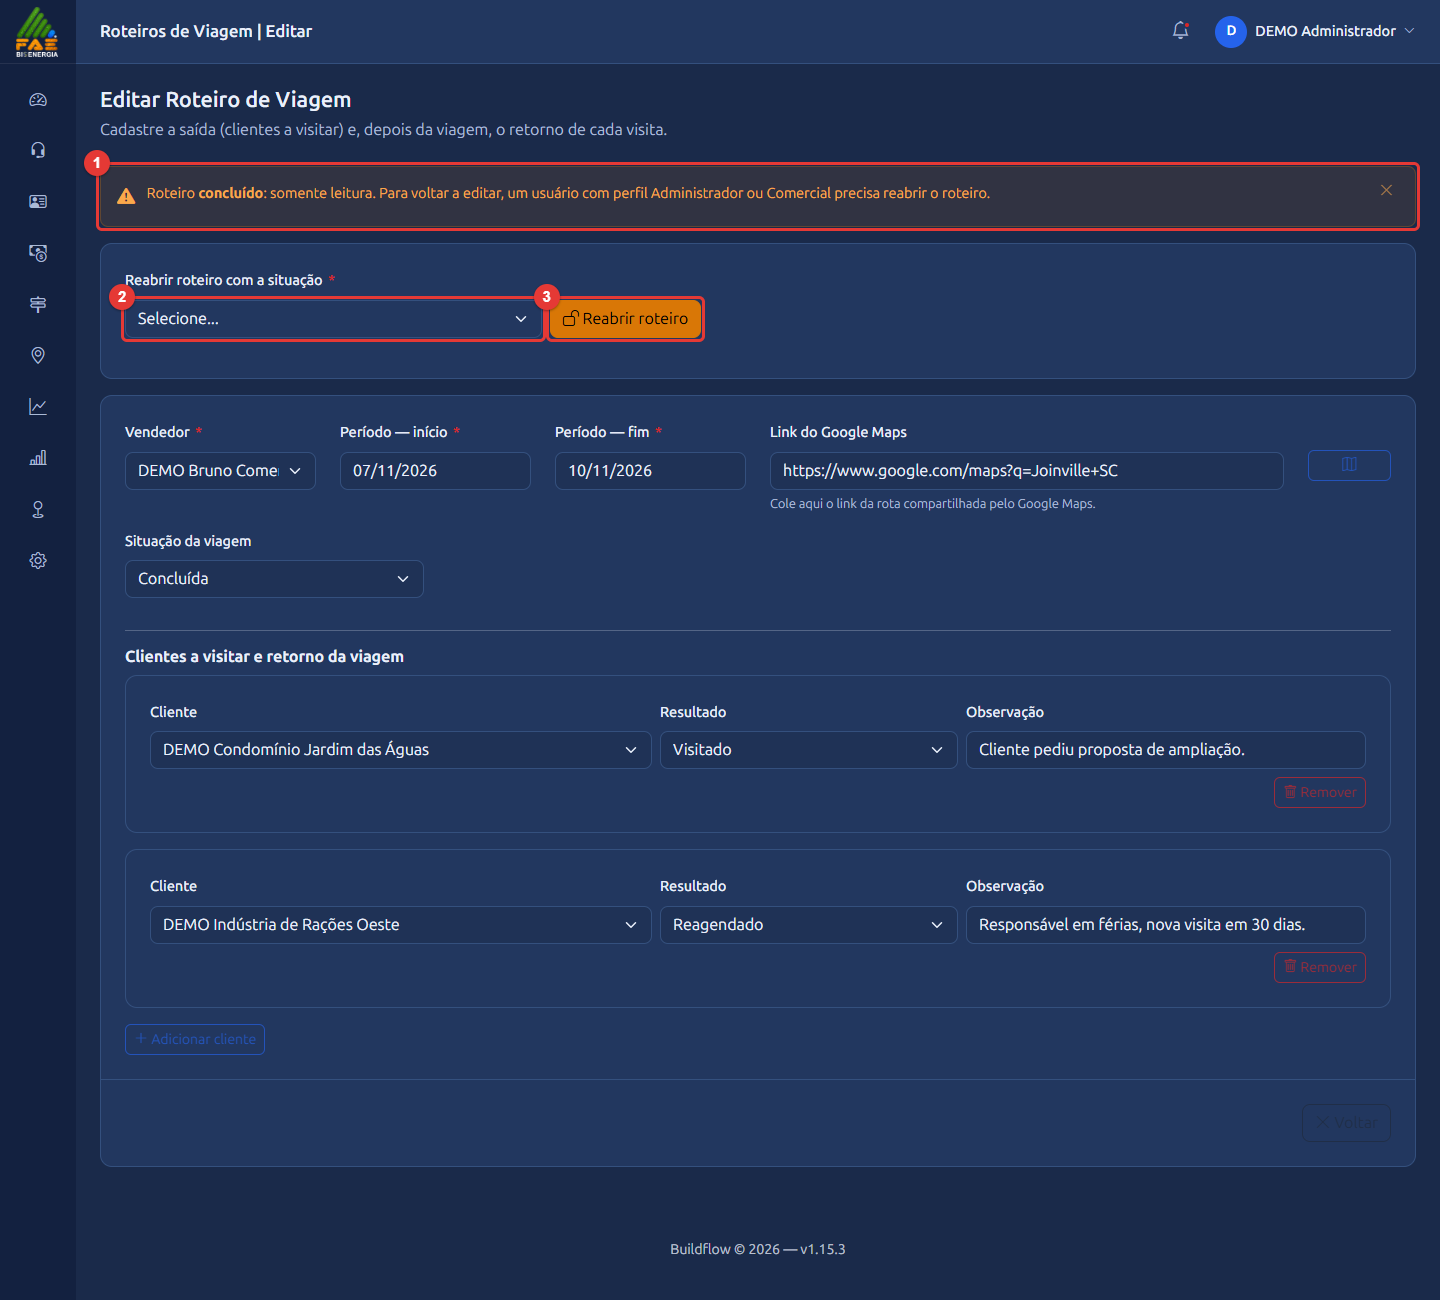 FAE
BIOENERGIA
Roteiros de Viagem | Editar
D
DEMO Administrador
Editar Roteiro de Viagem
Cadastre a saída (clientes a visitar) e, depois da viagem, o retorno de cada visita.
1
Roteiro concluído: somente leitura. Para voltar a editar, um usuário com perfil Administrador ou Comercial precisa reabrir o roteiro.
Reabrir roteiro com a situação *
2
Selecione...
3
Reabrir roteiro
Vendedor *
Período — início *
Período — fim *
Link do Google Maps
DEMO Bruno Come
07/11/2026
10/11/2026
https://www.google.com/maps?q=Joinville+SC
Cole aqui o link da rota compartilhada pelo Google Maps.
Situação da viagem
Concluída
Clientes a visitar e retorno da viagem
Cliente
Resultado
Observação
DEMO Condomínio Jardim das Águas
Visitado
Cliente pediu proposta de ampliação.
Remover
Cliente
Resultado
Observação
DEMO Indústria de Rações Oeste
Reagendado
Responsável em férias, nova visita em 30 dias.
Remover
+ Adicionar cliente
Voltar
Buildflow © 2026 — v1.15.3